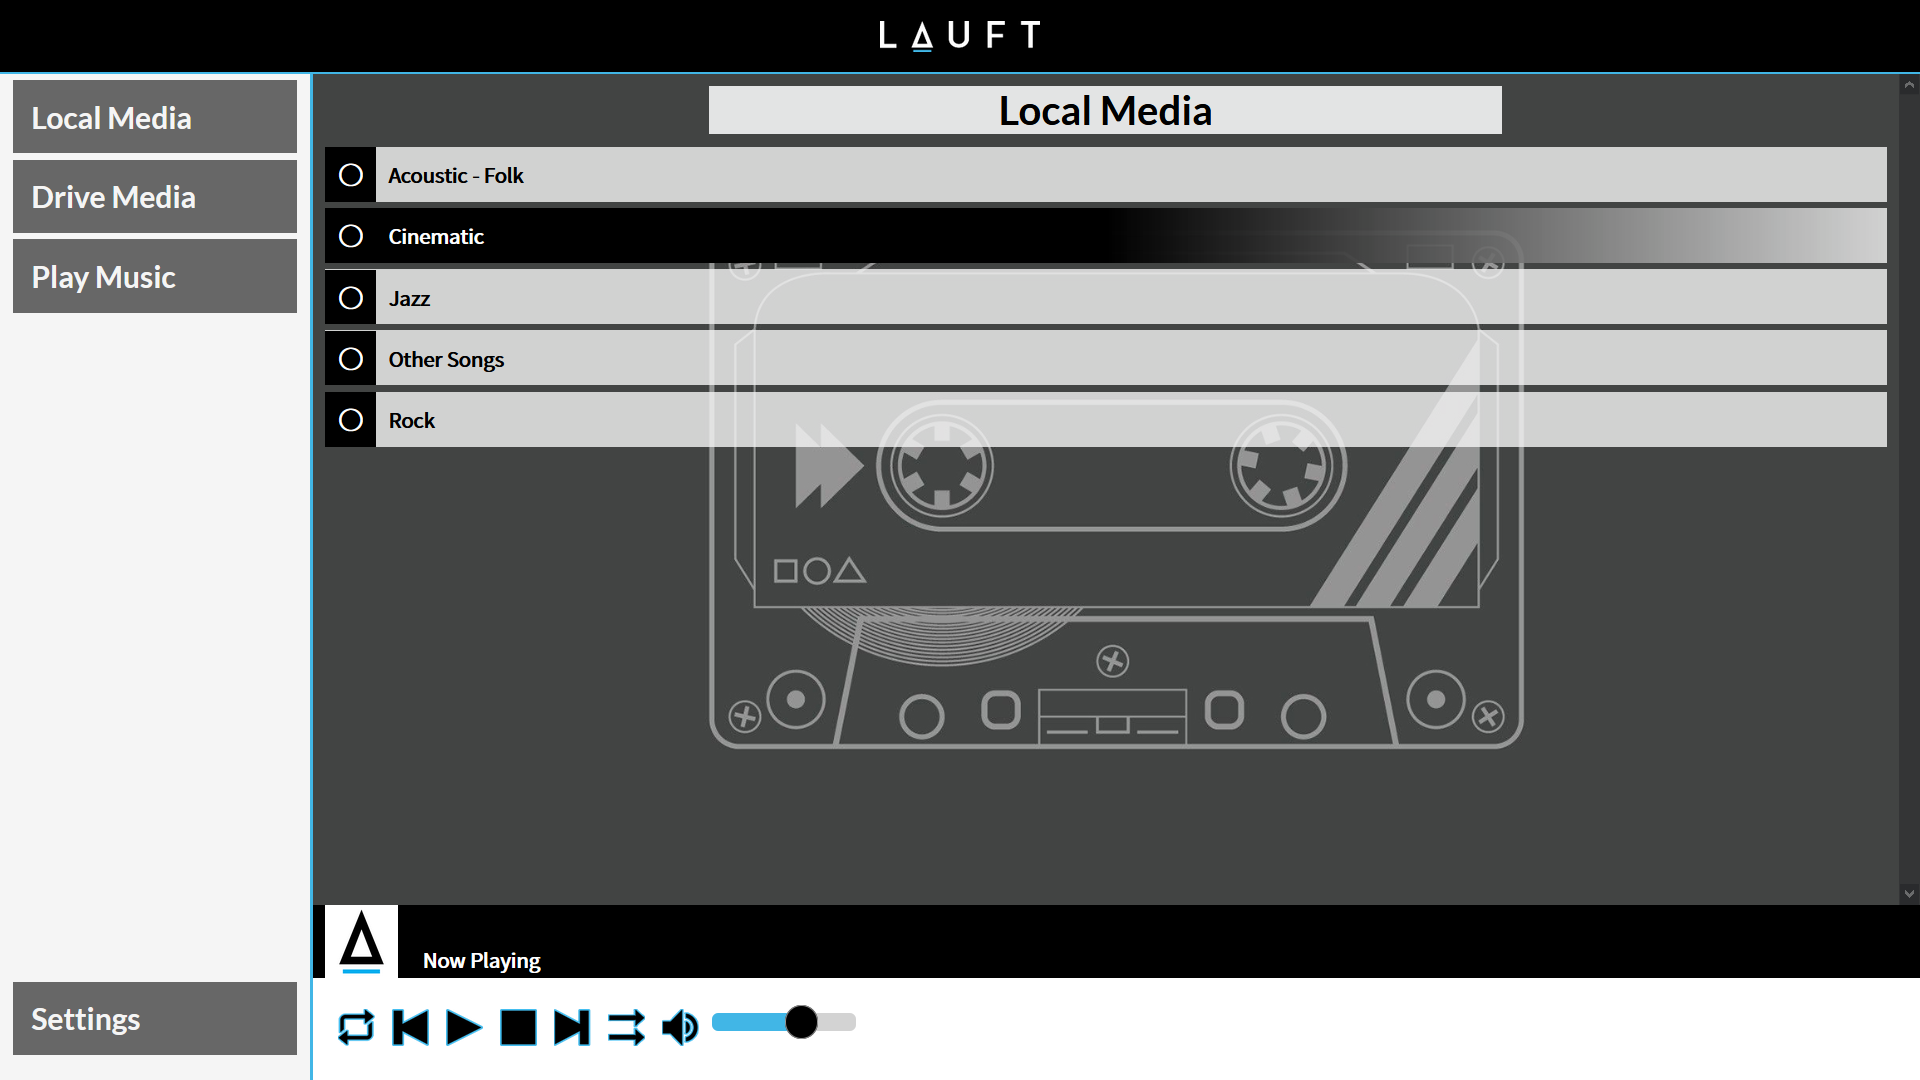 LAUFT
Local Media
Drive Media
Play Music
Settings
Local Media
Acoustic - Folk
Cinematic
Jazz
Other Songs
Rock
Now Playing